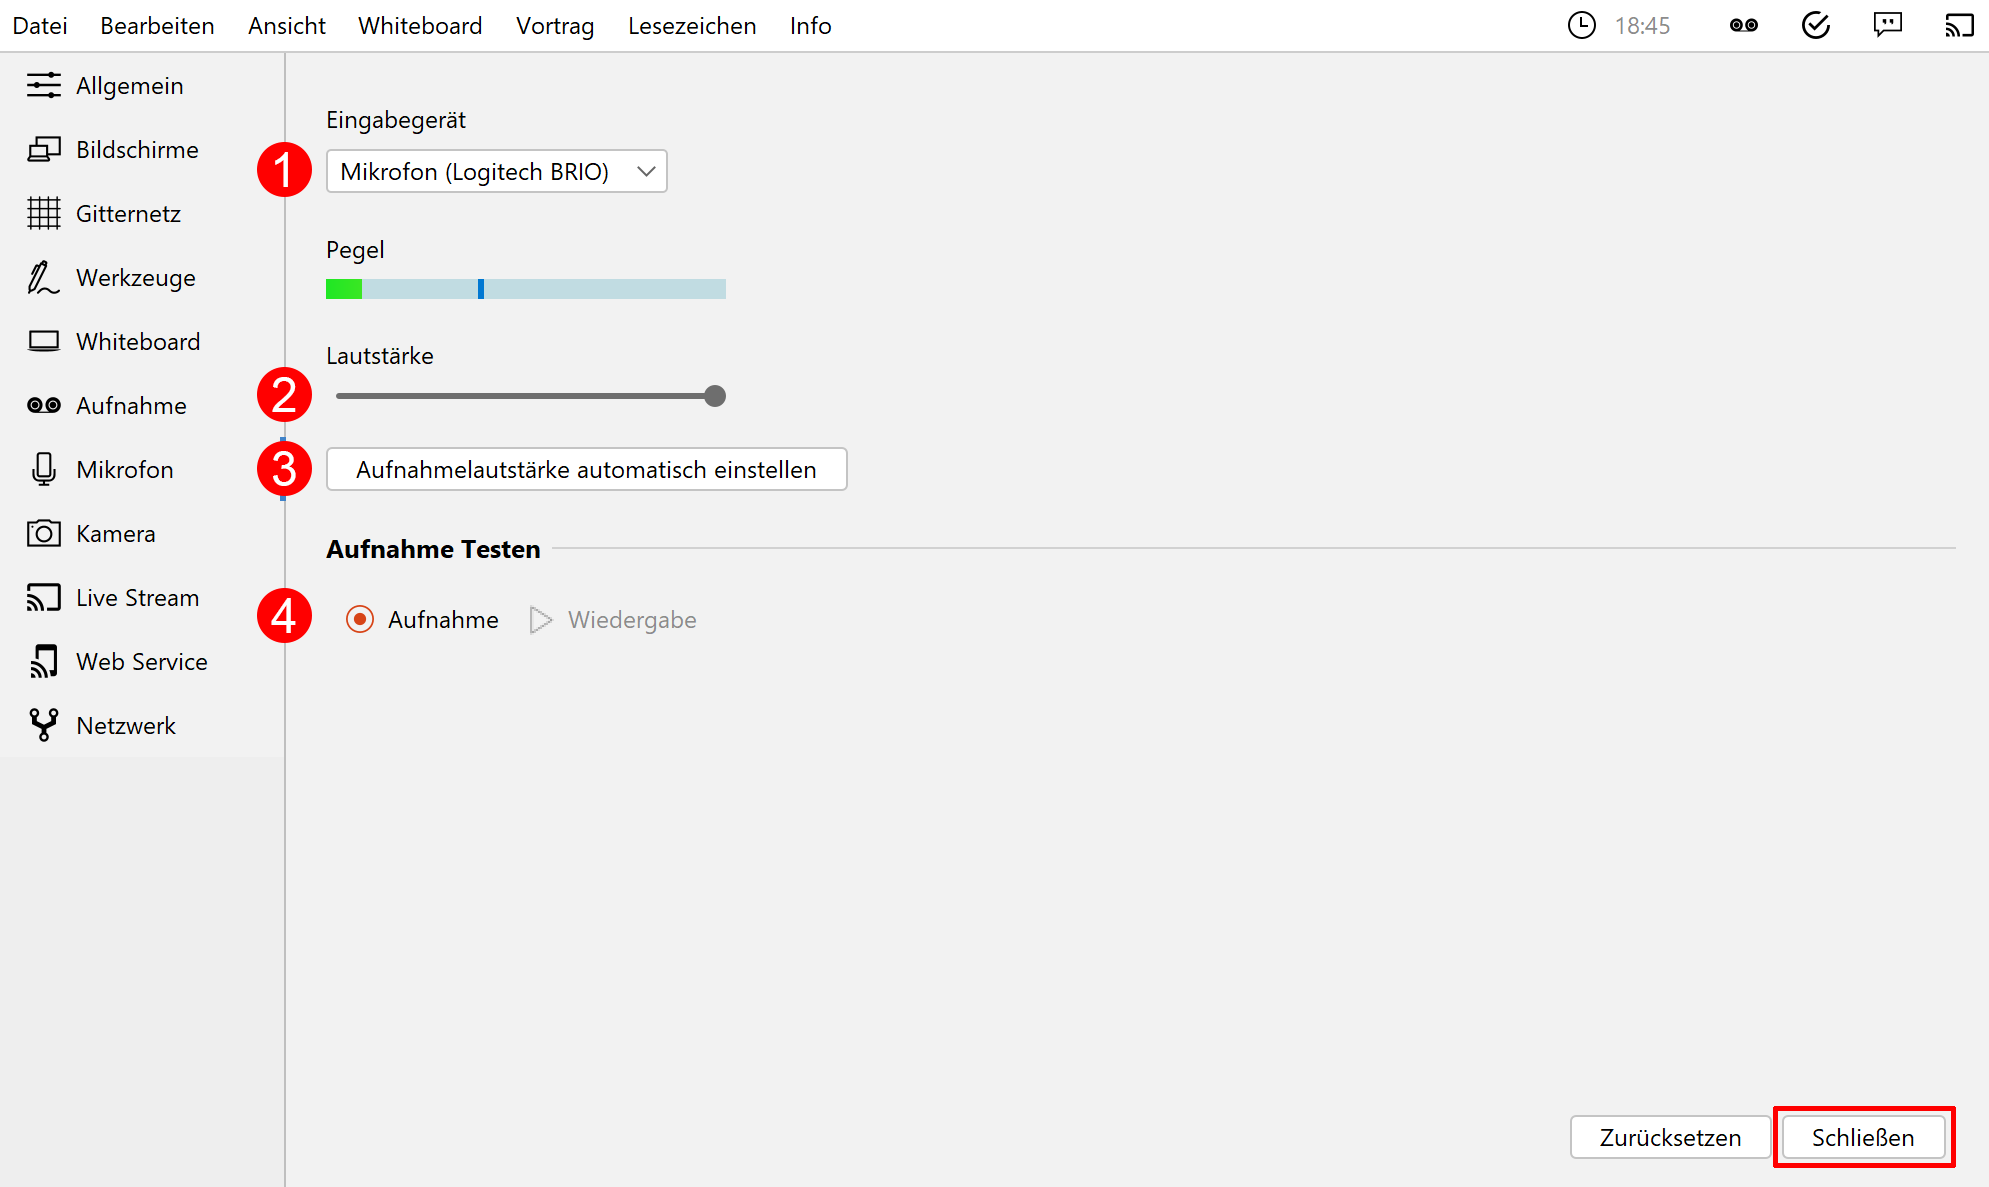 Datei Bearbeiten Ansicht Whiteboard Vortrag Lesezeichen Info 18:45
Allgemein
Bildschirme
Gitternetz
Werkzeuge
Whiteboard
Aufnahme
Mikrofon
Kamera
Live Stream
Web Service
Netzwerk
Eingabegerät
1 Mikrofon (Logitech BRIO)
Pegel
Lautstärke
2
3 Aufnahmelautstärke automatisch einstellen
Aufnahme Testen
4 Aufnahme Wiedergabe
Zurücksetzen Schließen